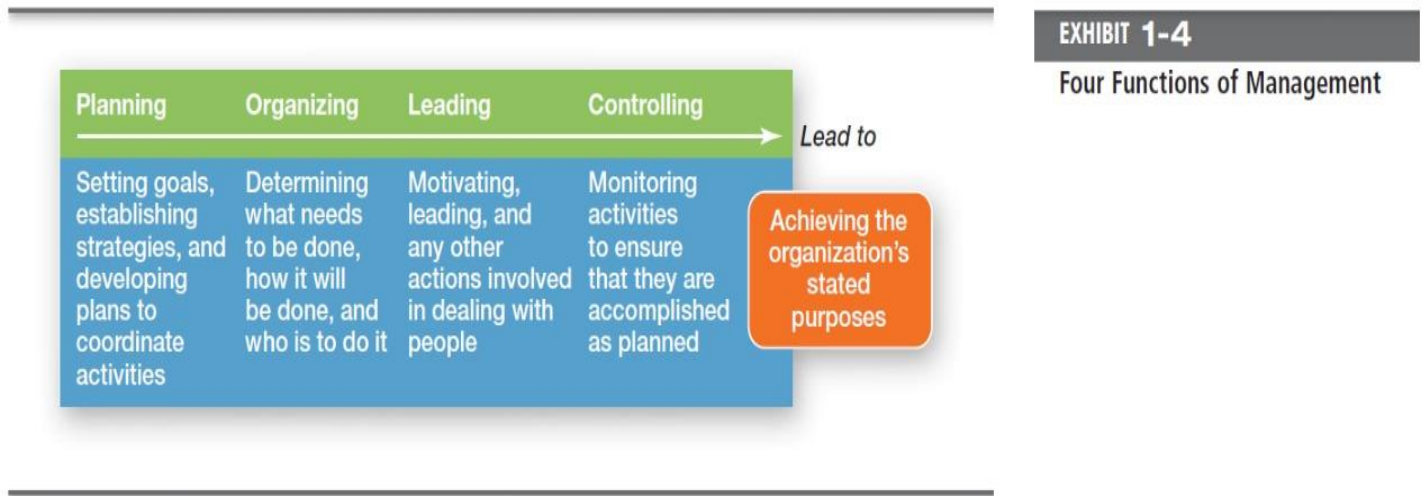 EXHIBIT 1-4
Four Functions of Management
Planning
Organizing
Leading
Controlling
Lead to
Setting goals,
establishing
strategies, and
developing
plans to
coordinate
activities
Determining
what needs
to be done,
how it will
be done, and
who is to do it
Motivating,
leading, and
any other
actions involved
in dealing with
people
Monitoring
activities
to ensure
that they are
accomplished
as planned
Achieving the
organization's
stated
purposes